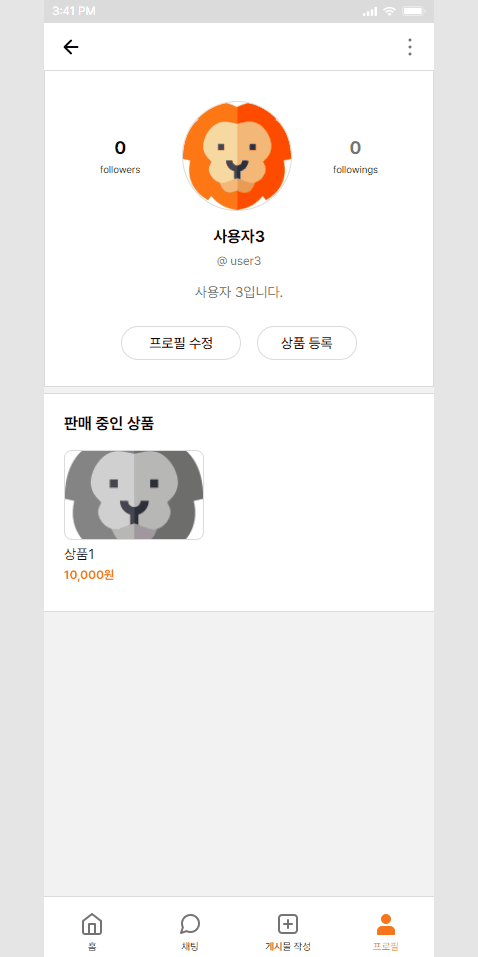 3:41 PM
0
followers
0
followings
사용자3
@ user3
사용자 3입니다.
프로필 수정
상품 등록
판매 중인 상품
상품1
10,000원
홈
채팅
게시물 작성
프로필